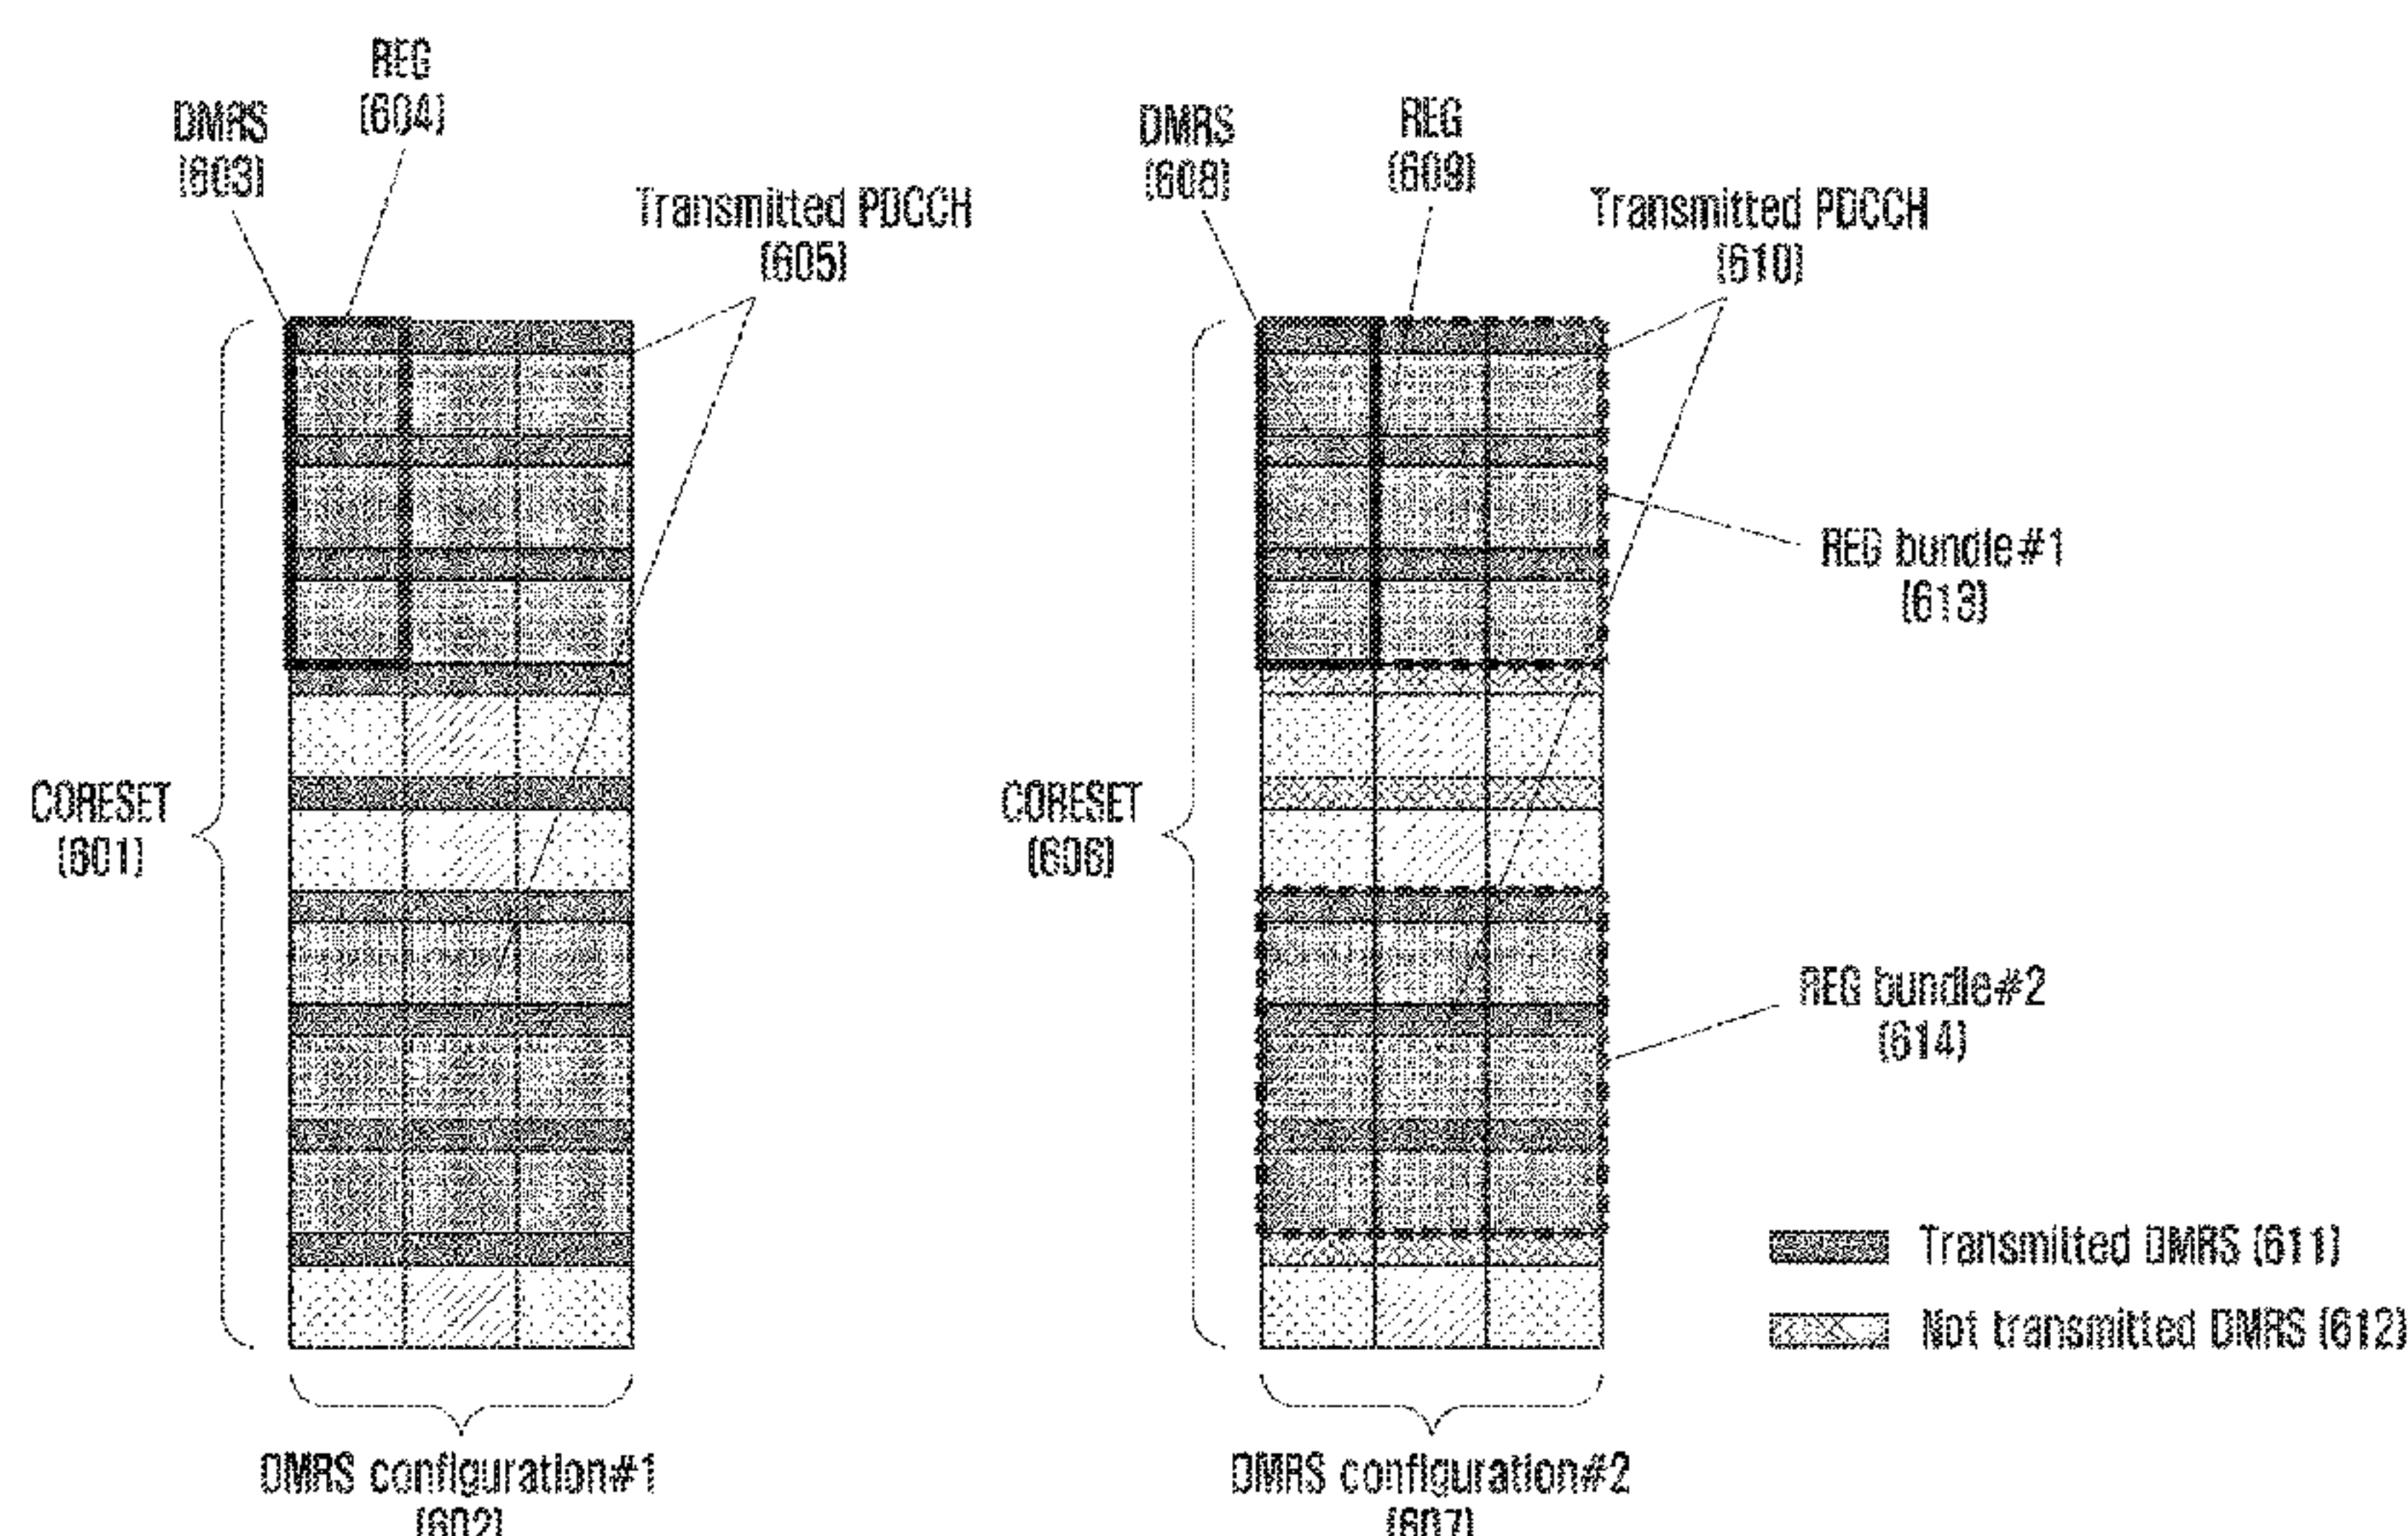 REG
(604)
DMRS
(603)
Transmitted PDCCH
(605)
CORESET
(601)
DMRS configuration#1
(602)
REG
(609)
DMRS
(608)
Transmitted PDCCH
(610)
REG bundle#1
(613)
CORESET
(606)
REG bundle#2
(614)
Transmitted DMRS (611)
Not transmitted DMRS (612)
DMRS configuration#2
(607)